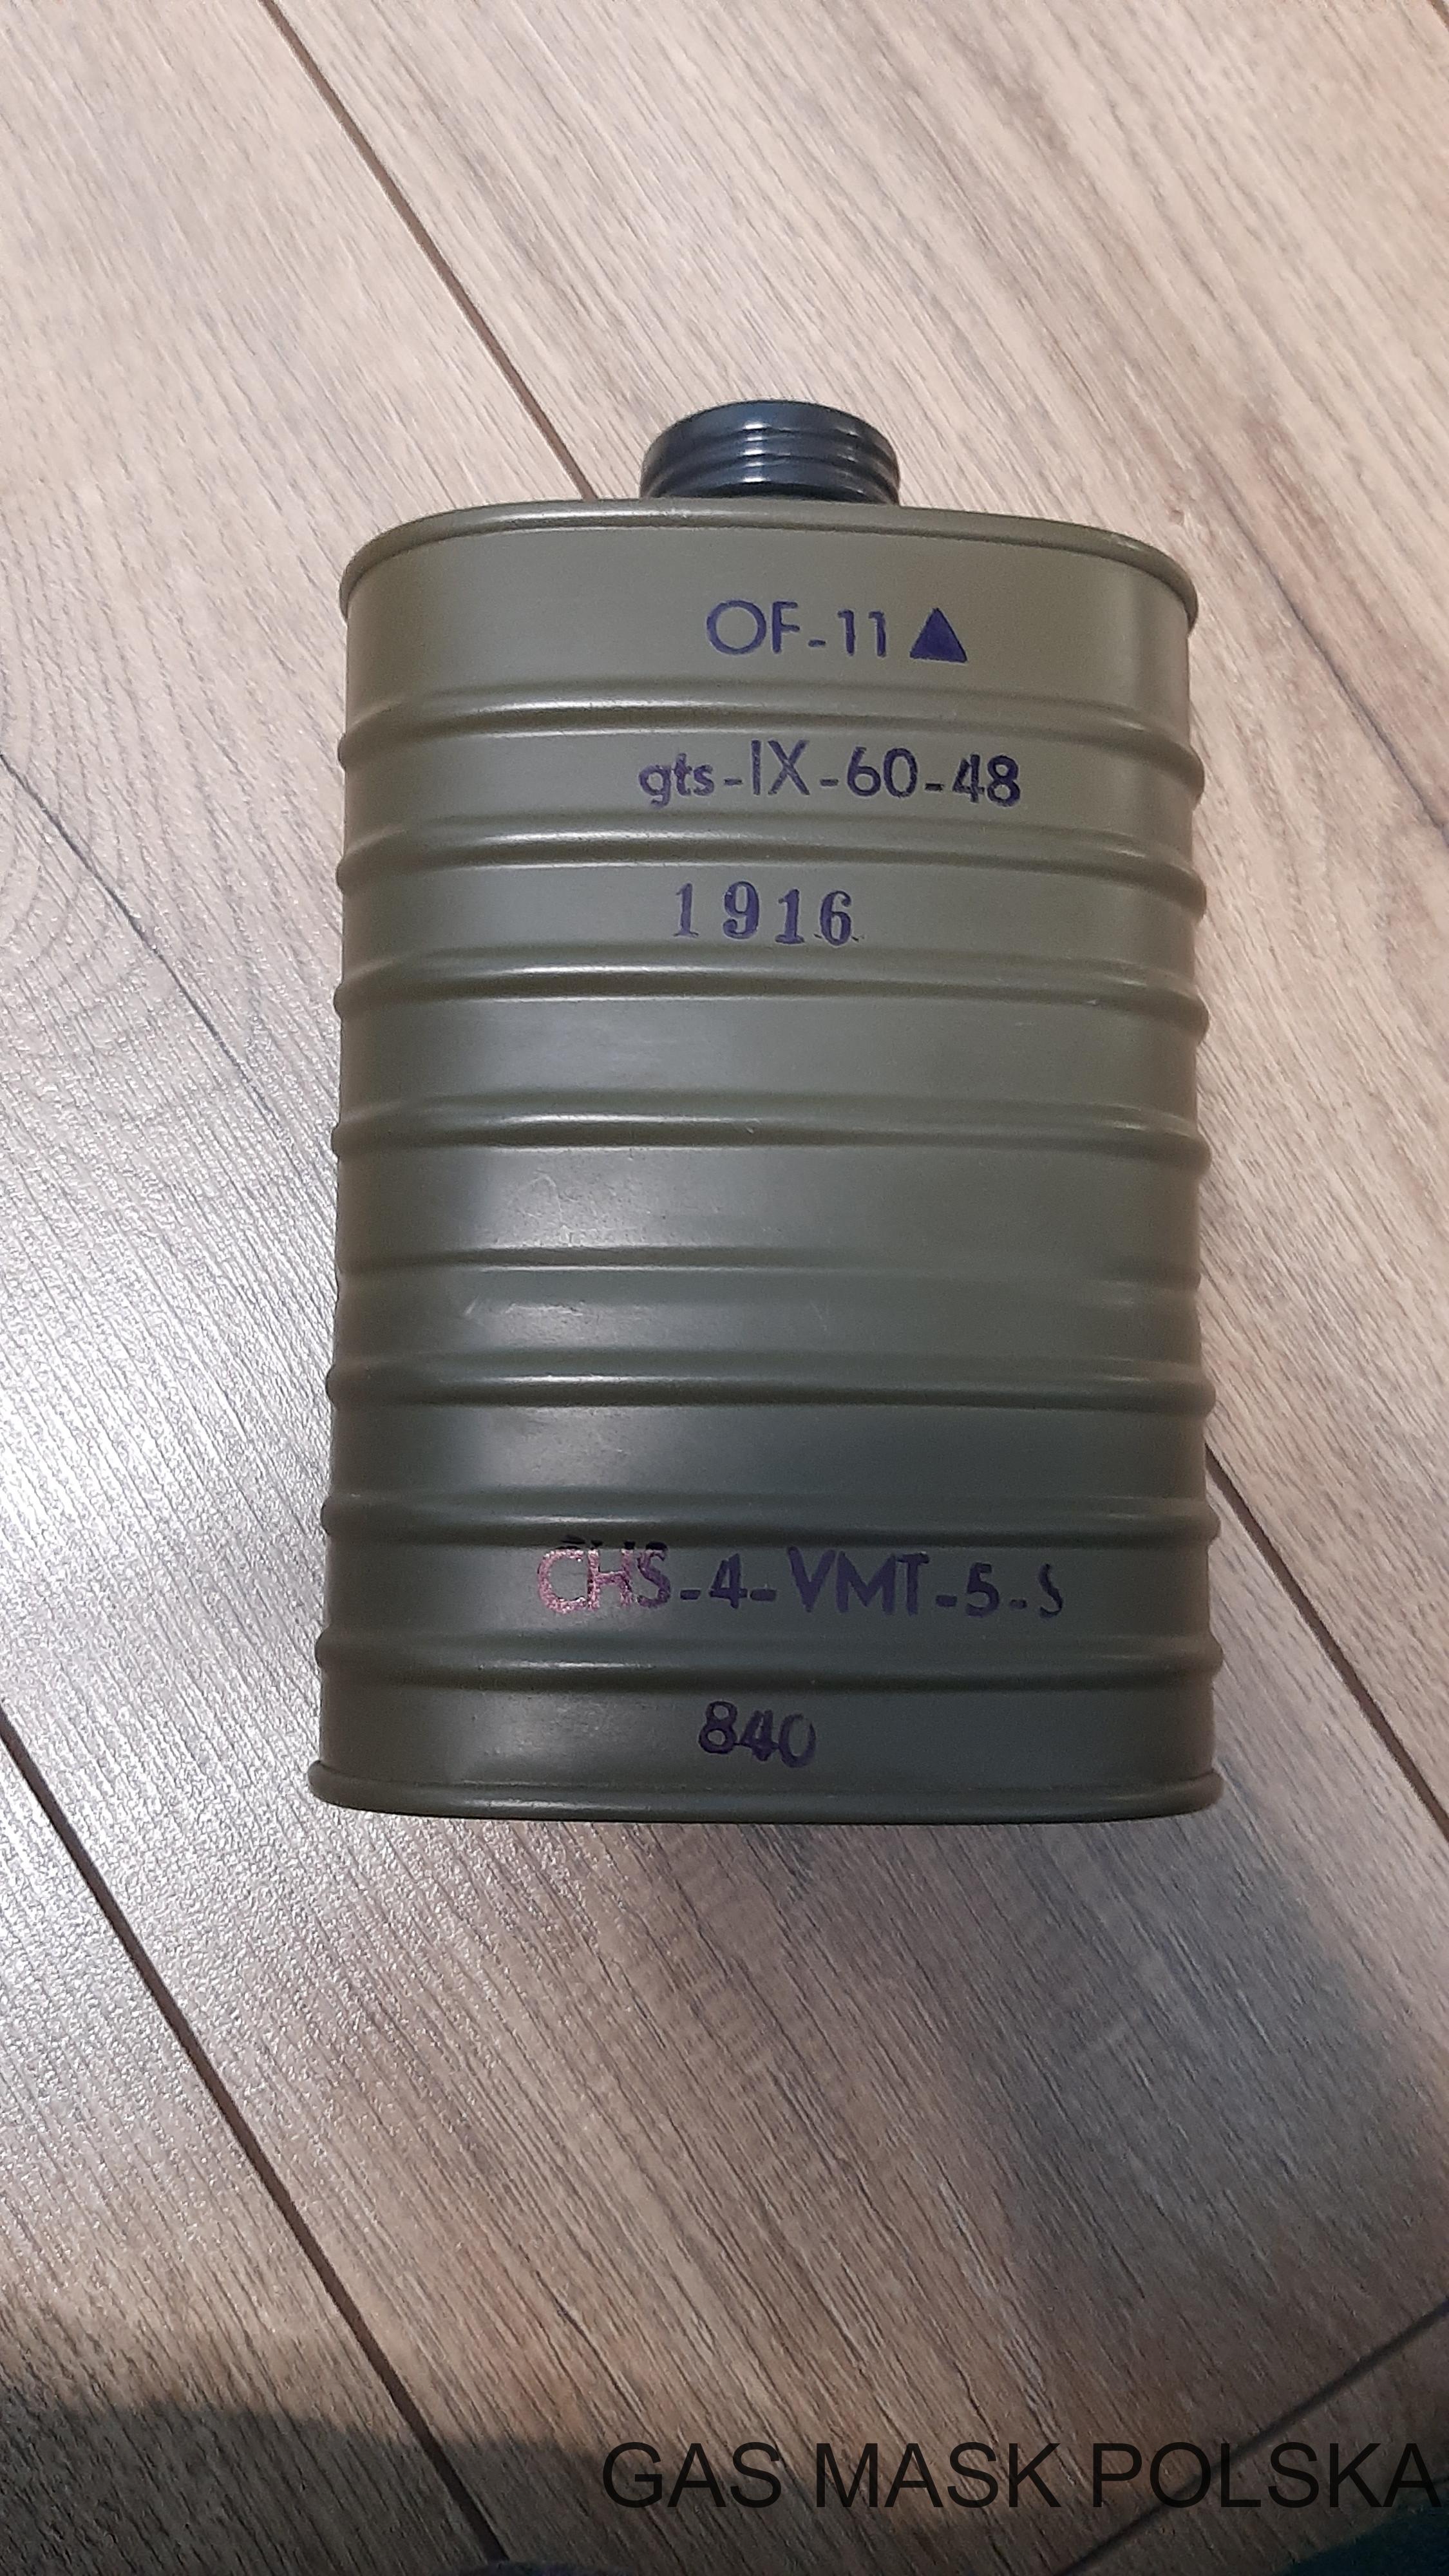 OF-11▲
gts-IX-60-48
1916
CHS-4-VMT-5-S
840
GAS MASK POLSKA